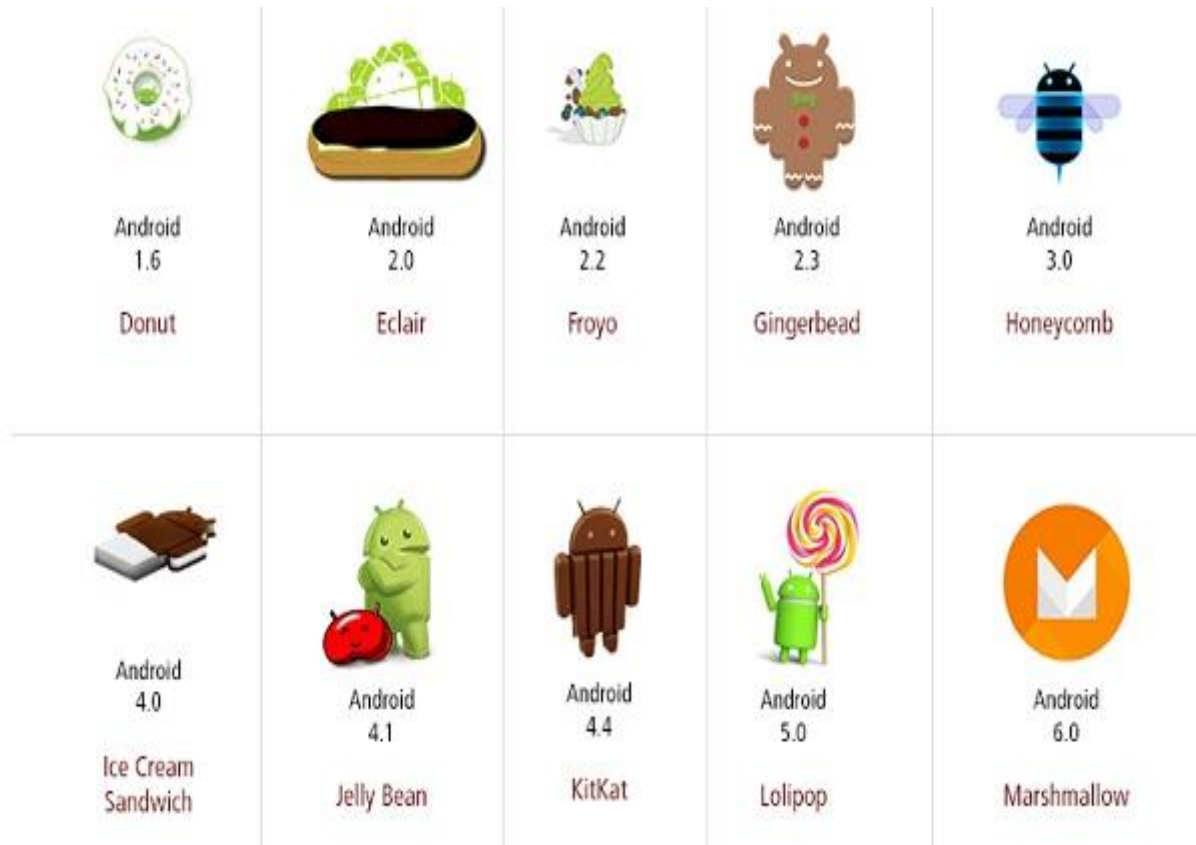 Android
1.6
Donut
Android
2.0
Eclair
Android
2.2
Froyo
Android
2.3
Gingerbead
Android
3.0
Honeycomb
Android
4.0
Ice Cream
Sandwich
Android
4.1
Jelly Bean
Android
4.4
KitKat
Android
5.0
Lolipop
Android
6.0
Marshmallow